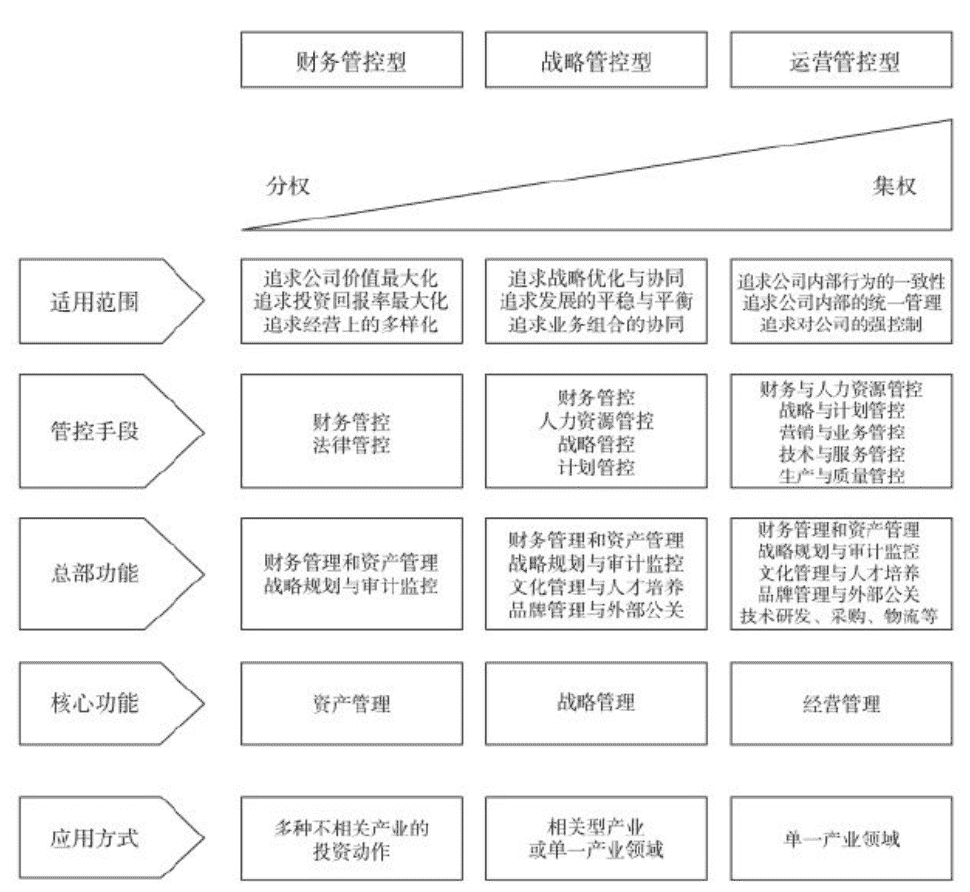 财务管控型
战略管控型
运营管控型
分权
集权
适用范围
追求公司价值最大化
追求投资回报率最大化
追求经营上的多样化
追求战略优化与协同
追求发展的平稳与平衡
追求业务组合的协同
追求公司内部行为的一致性
追求公司内部的统一管理
追求对公司的强控制
管控手段
财务管控
法律管控
财务管控
人力资源管控
战略管控
计划管控
财务与人力资源管控
战略与计划管控
营销与业务管控
技术与服务管控
生产与质量管控
总部功能
财务管理和资产管理
战略规划与审计监控
财务管理和资产管理
战略规划与审计监控
文化管理与人才培养
品牌管理与外部公关
财务管理和资产管理
战略规划与审计监控
文化管理与人才培养
品牌管理与外部公关
技术研发、采购、物流等
核心功能
资产管理
战略管理
经营管理
应用方式
多种不相关产业的
投资动作
相关型产业
或单一产业领域
单一产业领域